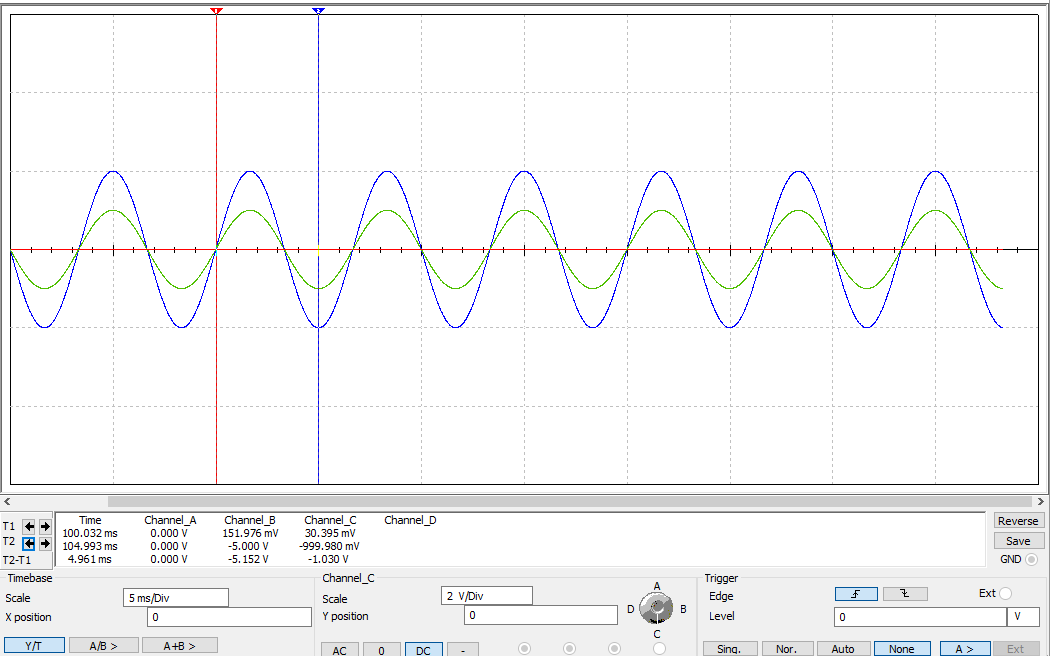 1 2
T1 Time Channel_A Channel_B Channel_C Channel_D Reverse
100.032 ms 0.000 V 151.976 mV 30.395 mV
T2 104.993 ms 0.000 V -5.000 V -999.980 mV Save
T2-T1 4.961 ms 0.000 V -5.152 V -1.030 V GND
Timebase Channel_C Trigger
Scale 5 ms/Div Scale 2 V/Div A Edge Ext
X position 0 Y position 0 D B Level 0 V
C
Y/T A/B > A+B > AC 0 DC - Sing. Nor. Auto None A > Ext